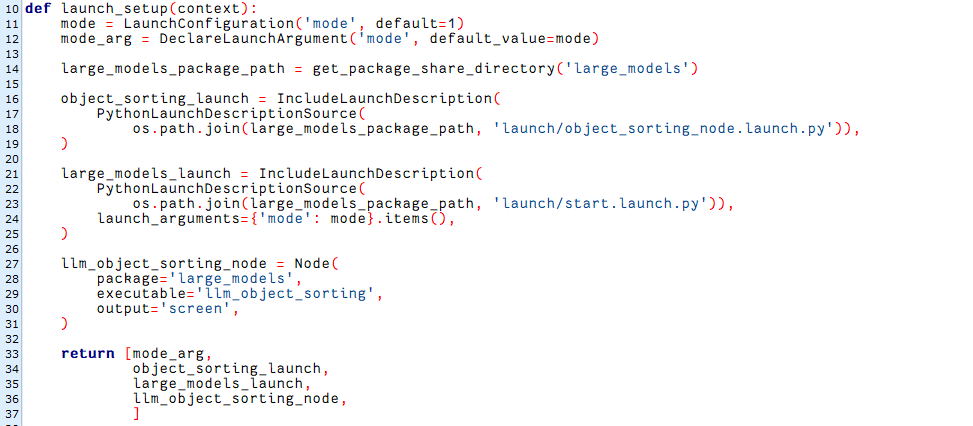 10 def launch_setup(context):
11     mode = LaunchConfiguration('mode', default=1)
12     mode_arg = DeclareLaunchArgument('mode', default_value=mode)
13
14     large_models_package_path = get_package_share_directory('large_models')
15
16     object_sorting_launch = IncludeLaunchDescription(
17         PythonLaunchDescriptionSource(
18             os.path.join(large_models_package_path, 'launch/object_sorting_node.launch.py')),
19     )
20
21     large_models_launch = IncludeLaunchDescription(
22         PythonLaunchDescriptionSource(
23             os.path.join(large_models_package_path, 'launch/start.launch.py')),
24         launch_arguments={'mode': mode}.items(),
25     )
26
27     llm_object_sorting_node = Node(
28         package='large_models',
29         executable='llm_object_sorting',
30         output='screen',
31     )
32
33     return [mode_arg,
34             object_sorting_launch,
35             large_models_launch,
36             llm_object_sorting_node,
37             ]